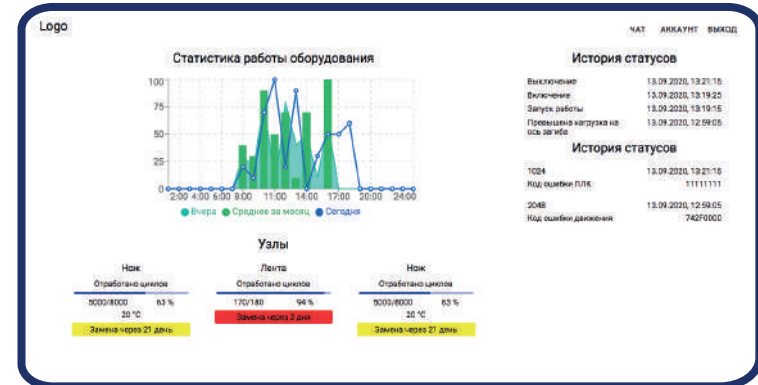 Logo
ЧАТ АККАУНТ ВЫХОД
Статистика работы оборудования
100
75
50
25
0
2:00 4:00 6:00 8:00 11:00 14:00 17:00 20:00 24:00
Вчера Среднее за месяц Сегодня
История статусов
Выключение 13.09.2020, 13:21:16
Включение 13.09.2020, 13:19:25
Запуск работы 13.09.2020, 13:19:16
Превышена нагрузка на 13.09.2020, 12:59:05
ось загиба
История статусов
1024 13.09.2020, 13:21:16
Код ошибки ПЛК 11111111
2048 13.09.2020, 12:59:05
Код ошибки движения 742F0000
Узлы
Нож Лента Нож
Отработано циклов Отработано циклов Отработано циклов
5000/8000 63 % 170/180 94 % 5000/8000 63 %
20 °C 20 °C
Замена через 21 день Замена через 2 дня Замена через 21 день